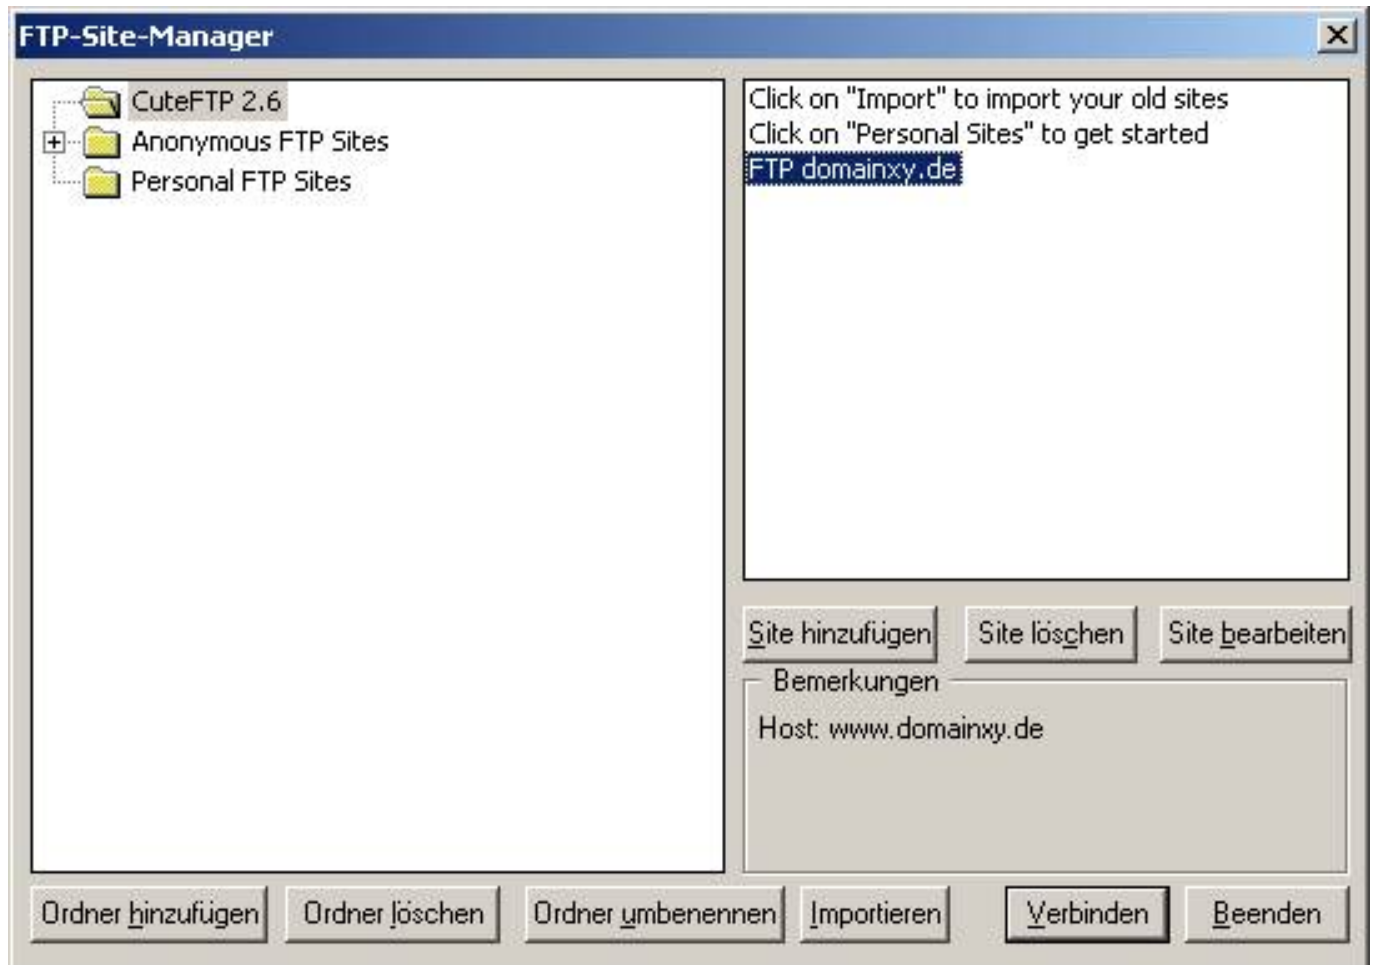 FTP-Site-Manager
CuteFTP 2.6
Anonymous FTP Sites
Personal FTP Sites
Click on "Import" to import your old sites
Click on "Personal Sites" to get started
FTP domainxy.de
Site hinzufügen
Site löschen
Site bearbeiten
Bemerkungen
Host: www.domainxy.de
Ordner hinzufügen
Ordner löschen
Ordner umbenennen
Importieren
Verbinden
Beenden